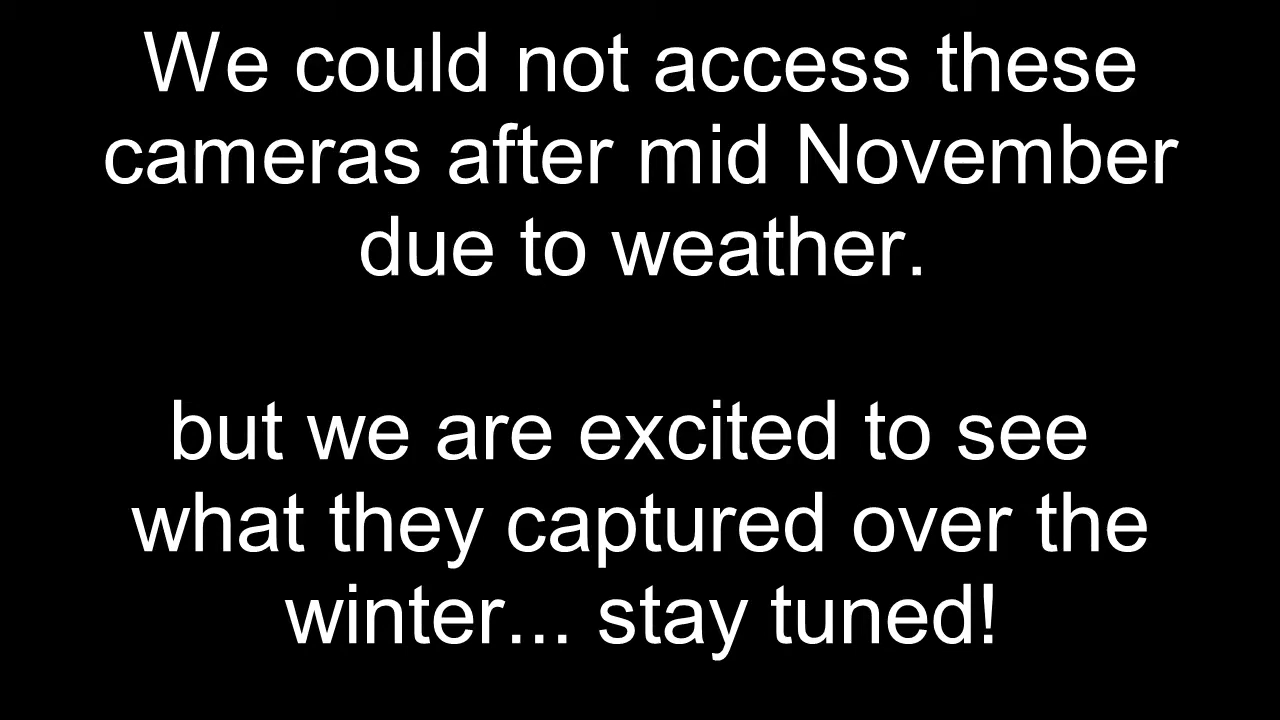 We could not access these
cameras after mid November
due to weather.
but we are excited to see
what they captured over the
winter... stay tuned!